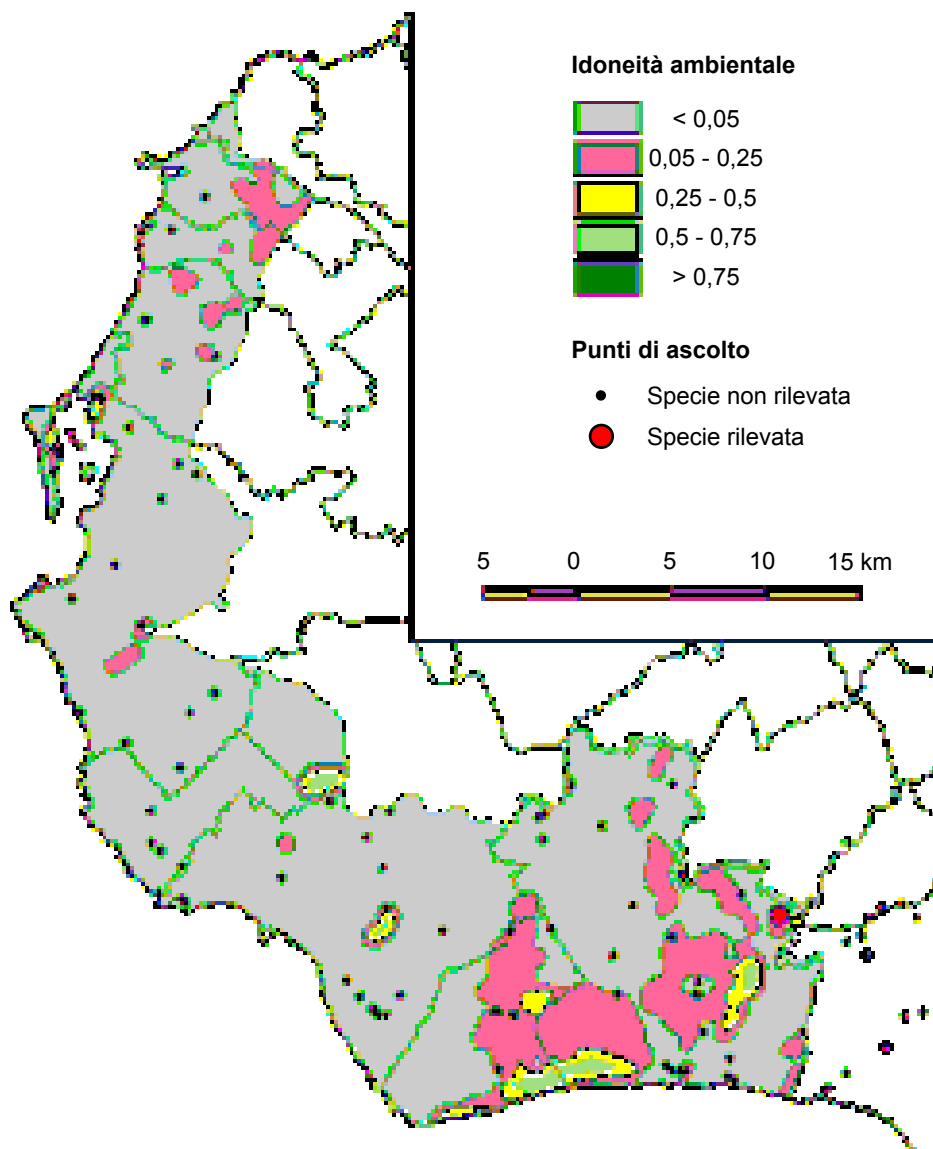 Idoneità ambientale
< 0,05
0,05 - 0,25
0,25 - 0,5
0,5 - 0,75
> 0,75
Punti di ascolto
Specie non rilevata
Specie rilevata
5 0 5 10 15 km